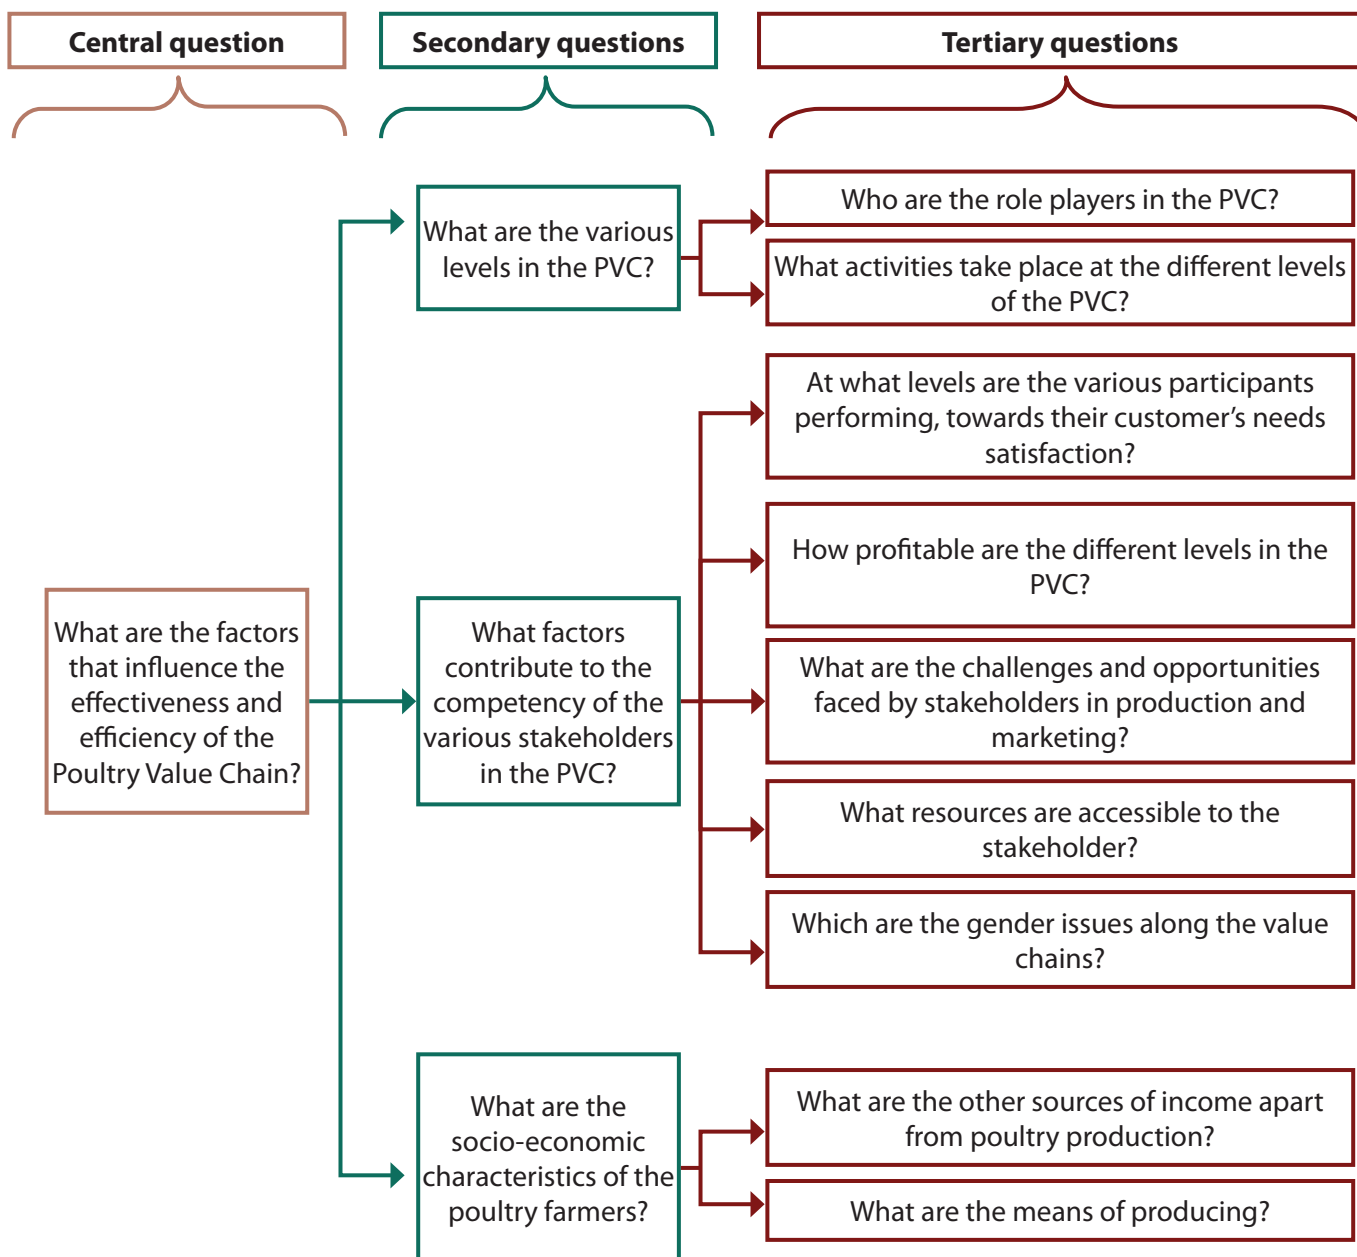 Central question
Secondary questions
Tertiary questions
What are the factors
that influence the
effectiveness and
efficiency of the
Poultry Value Chain?
What are the various
levels in the PVC?
Who are the role players in the PVC?
What activities take place at the different levels
of the PVC?
What factors
contribute to the
competency of the
various stakeholders
in the PVC?
At what levels are the various participants
performing, towards their customer’s needs
satisfaction?
How profitable are the different levels in the
PVC?
What are the challenges and opportunities
faced by stakeholders in production and
marketing?
What resources are accessible to the
stakeholder?
Which are the gender issues along the value
chains?
What are the
socio-economic
characteristics of the
poultry farmers?
What are the other sources of income apart
from poultry production?
What are the means of producing?